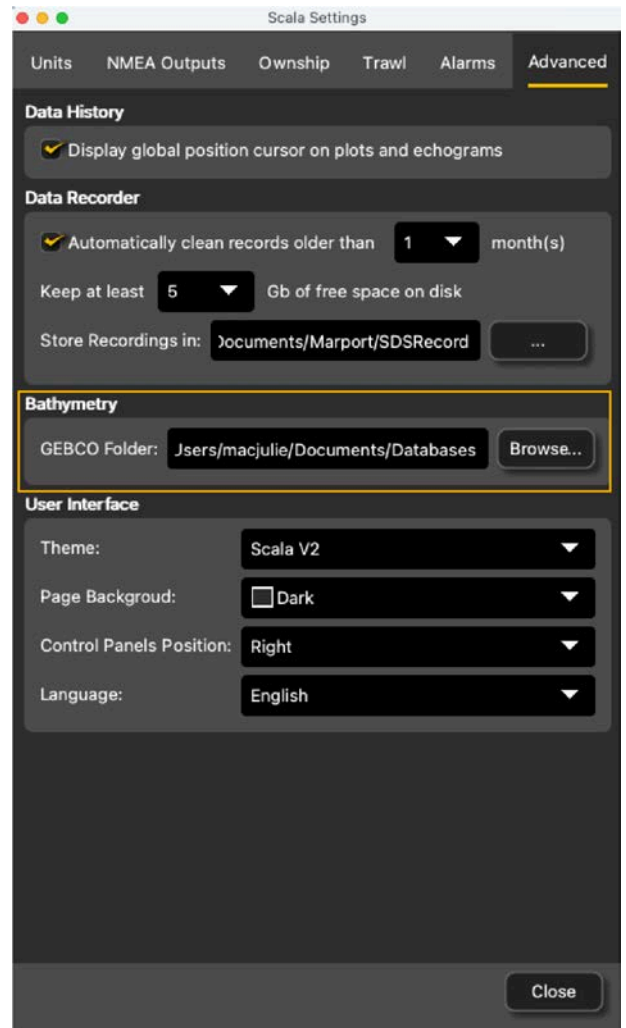 Scala Settings
Units NMEA Outputs Ownship Trawl Alarms Advanced
Data History
Display global position cursor on plots and echograms
Data Recorder
Automatically clean records older than 1 month(s)
Keep at least 5 Gb of free space on disk
Store Recordings in: Documents/Marport/SDSRecord ...
Bathymetry
GEBCO Folder: Users/macjulie/Documents/Databases Browse...
User Interface
Theme: Scala V2
Page Backgroud: Dark
Control Panels Position: Right
Language: English
Close